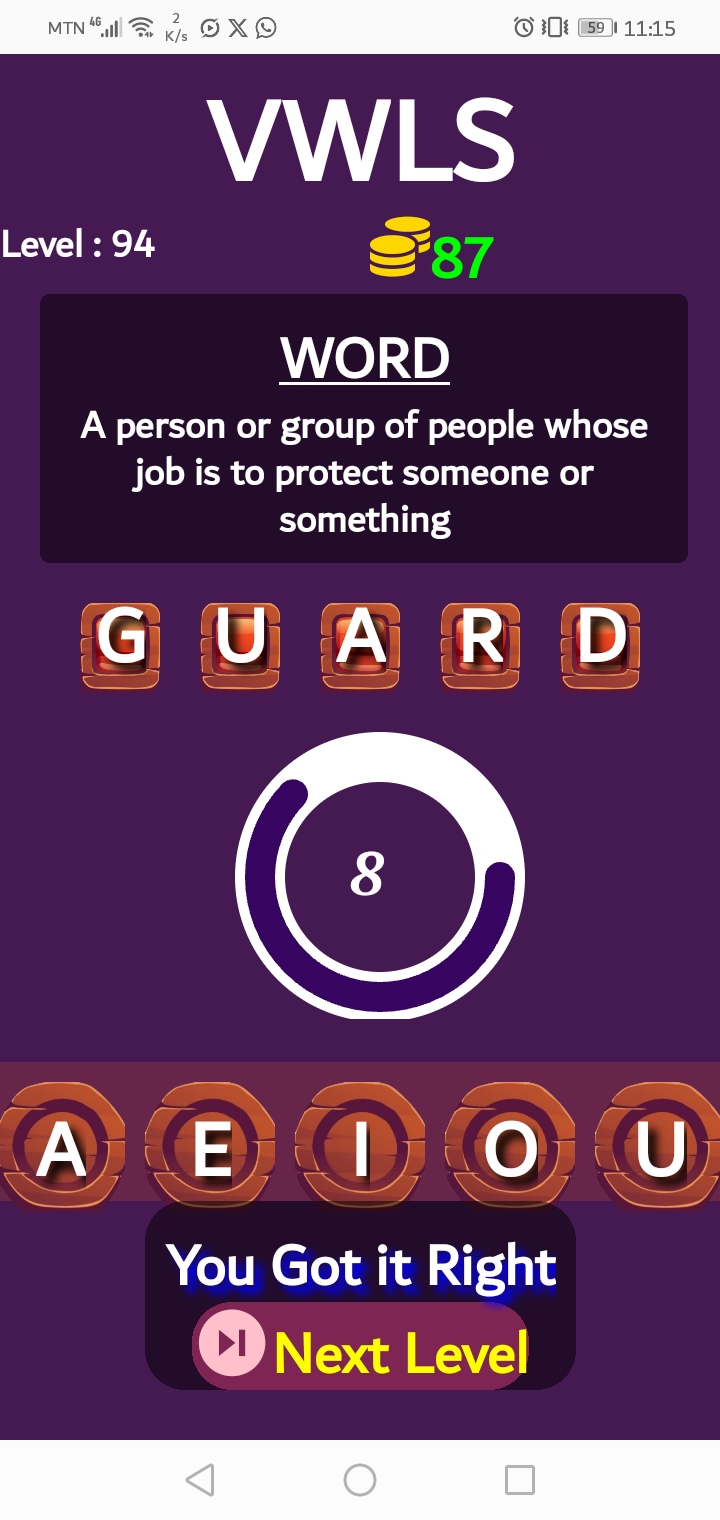 MTN 4G 2 K/s 59 11:15
VWLS
Level : 94 87
WORD
A person or group of people whose
job is to protect someone or
something
G U A R D
8
A E I O U
You Got it Right
Next Level